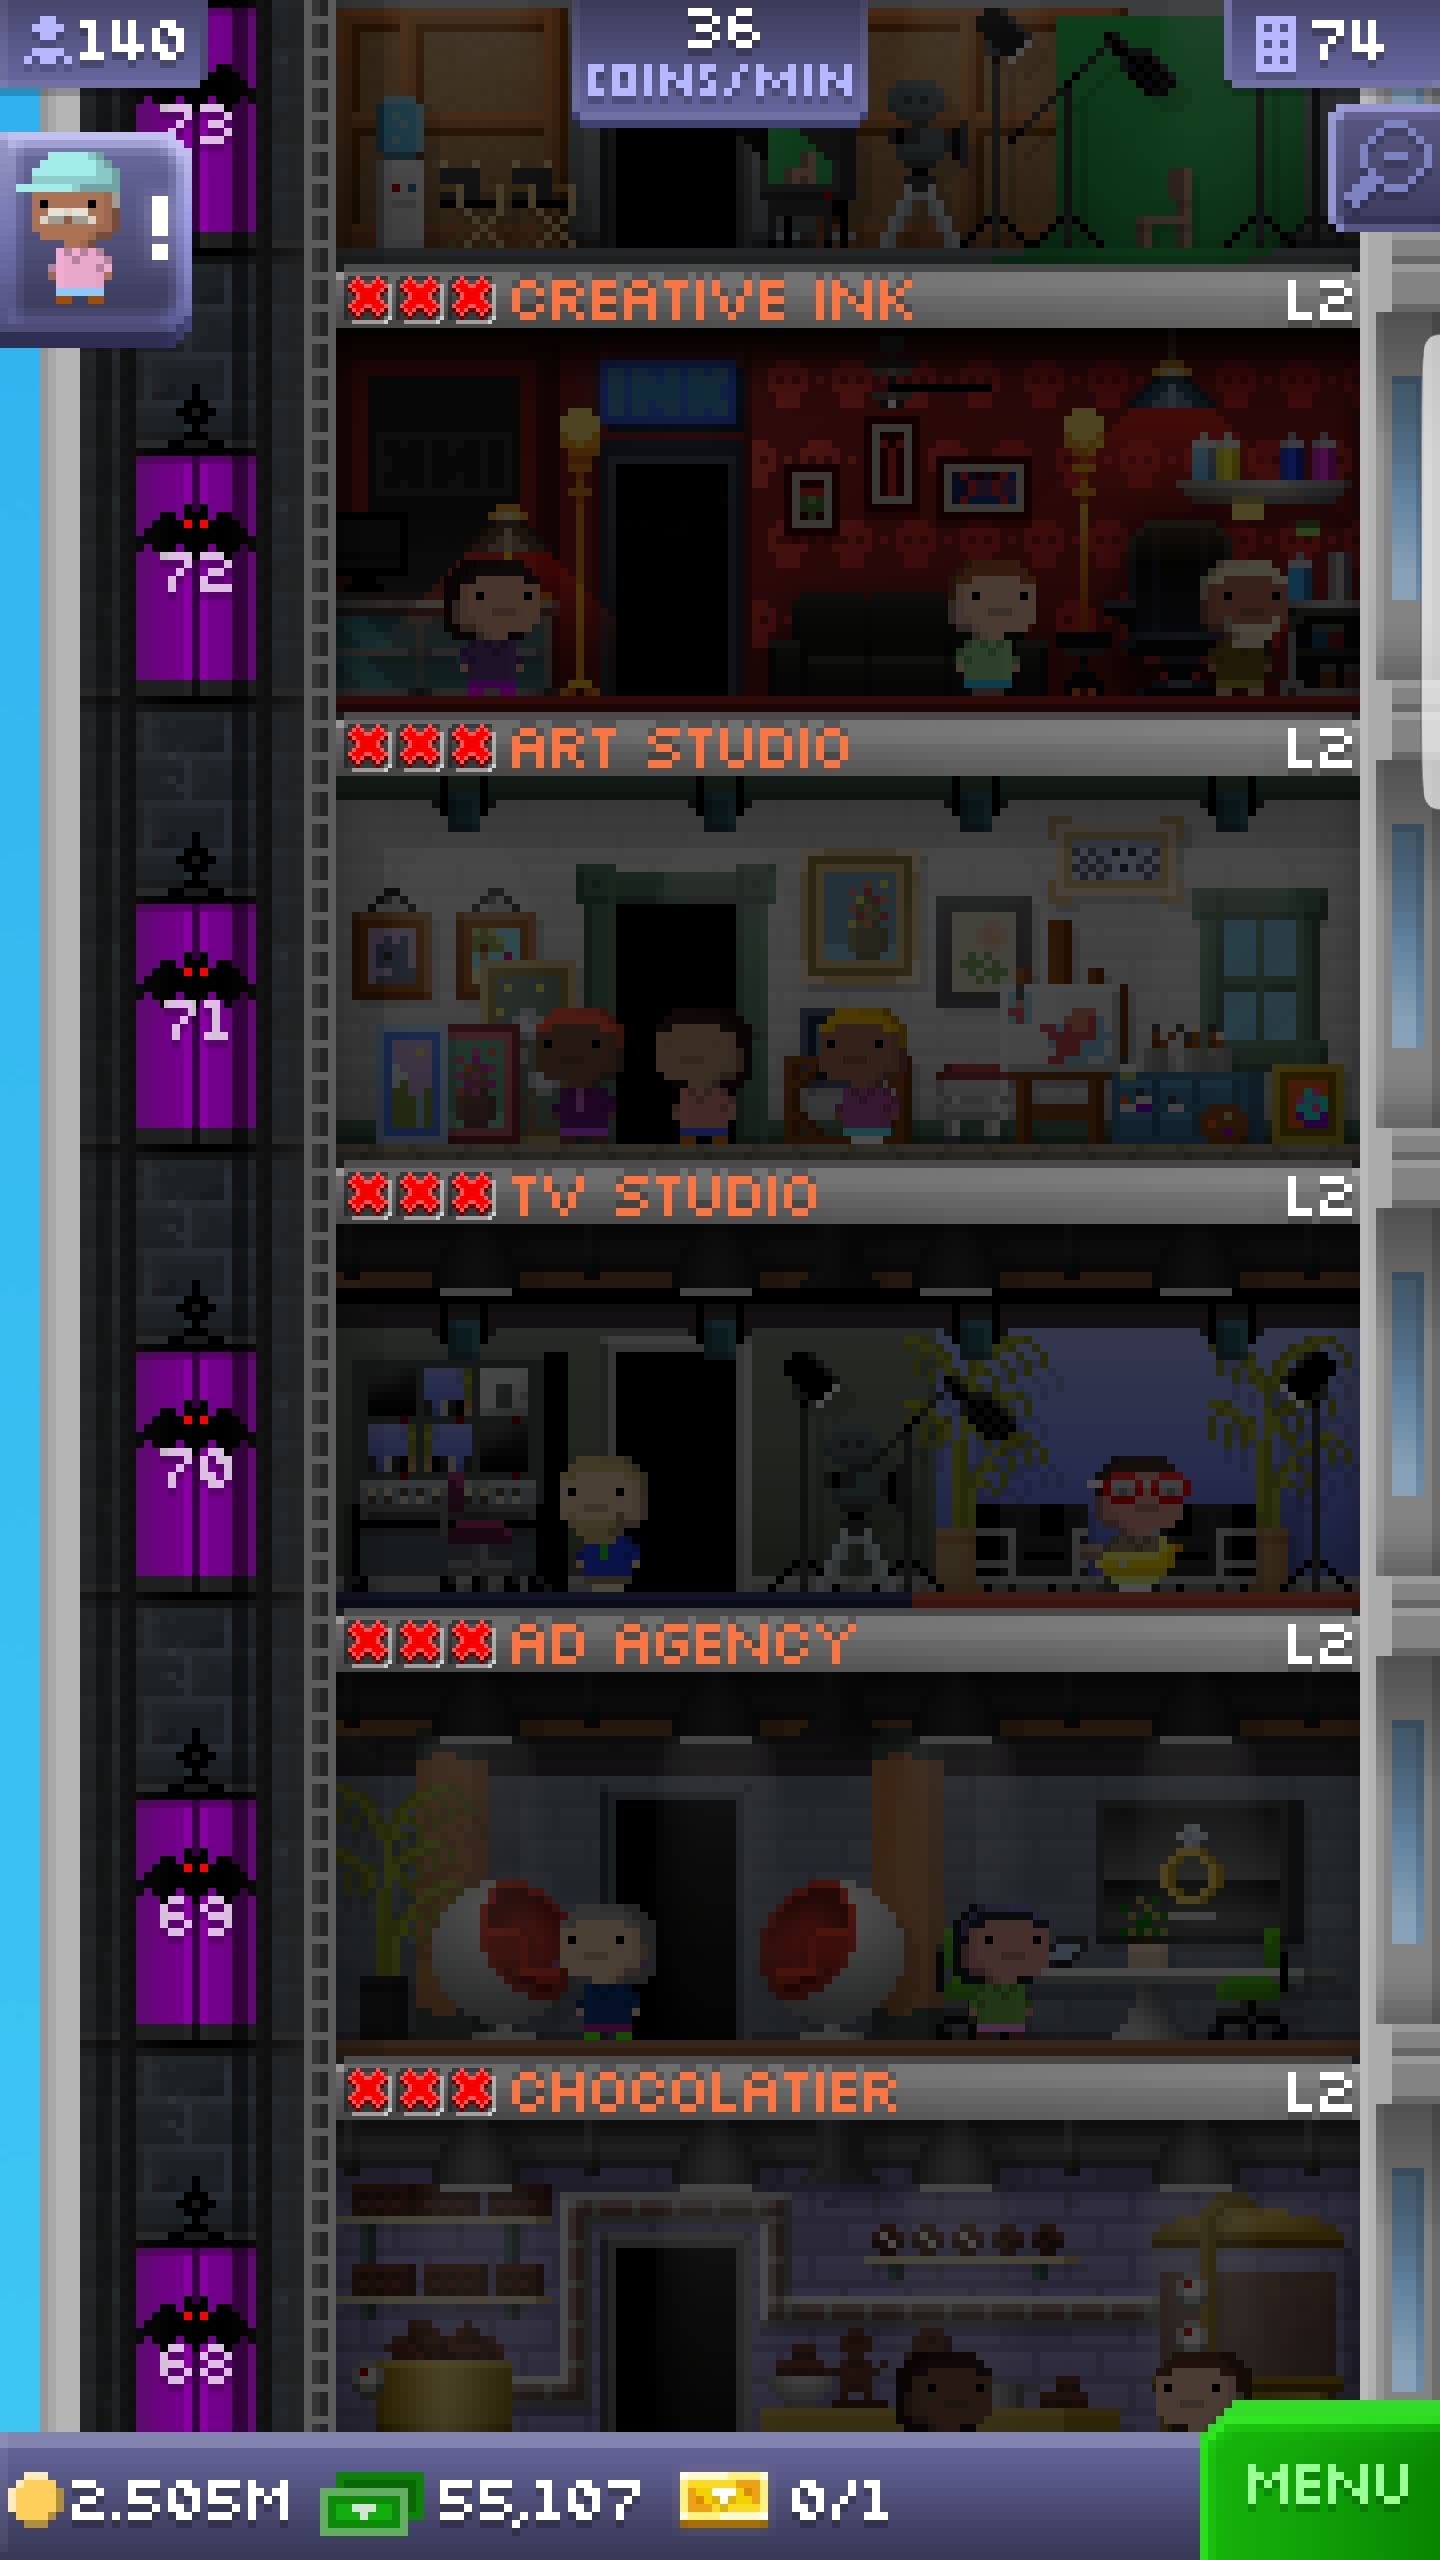 140
36
COINS/MIN
74
73
!
CREATIVE INK L2
INK
72
ART STUDIO L2
71
TV STUDIO L2
70
AD AGENCY L2
69
CHOCOLATIER L2
68
2.505M 55,107 0/1 MENU